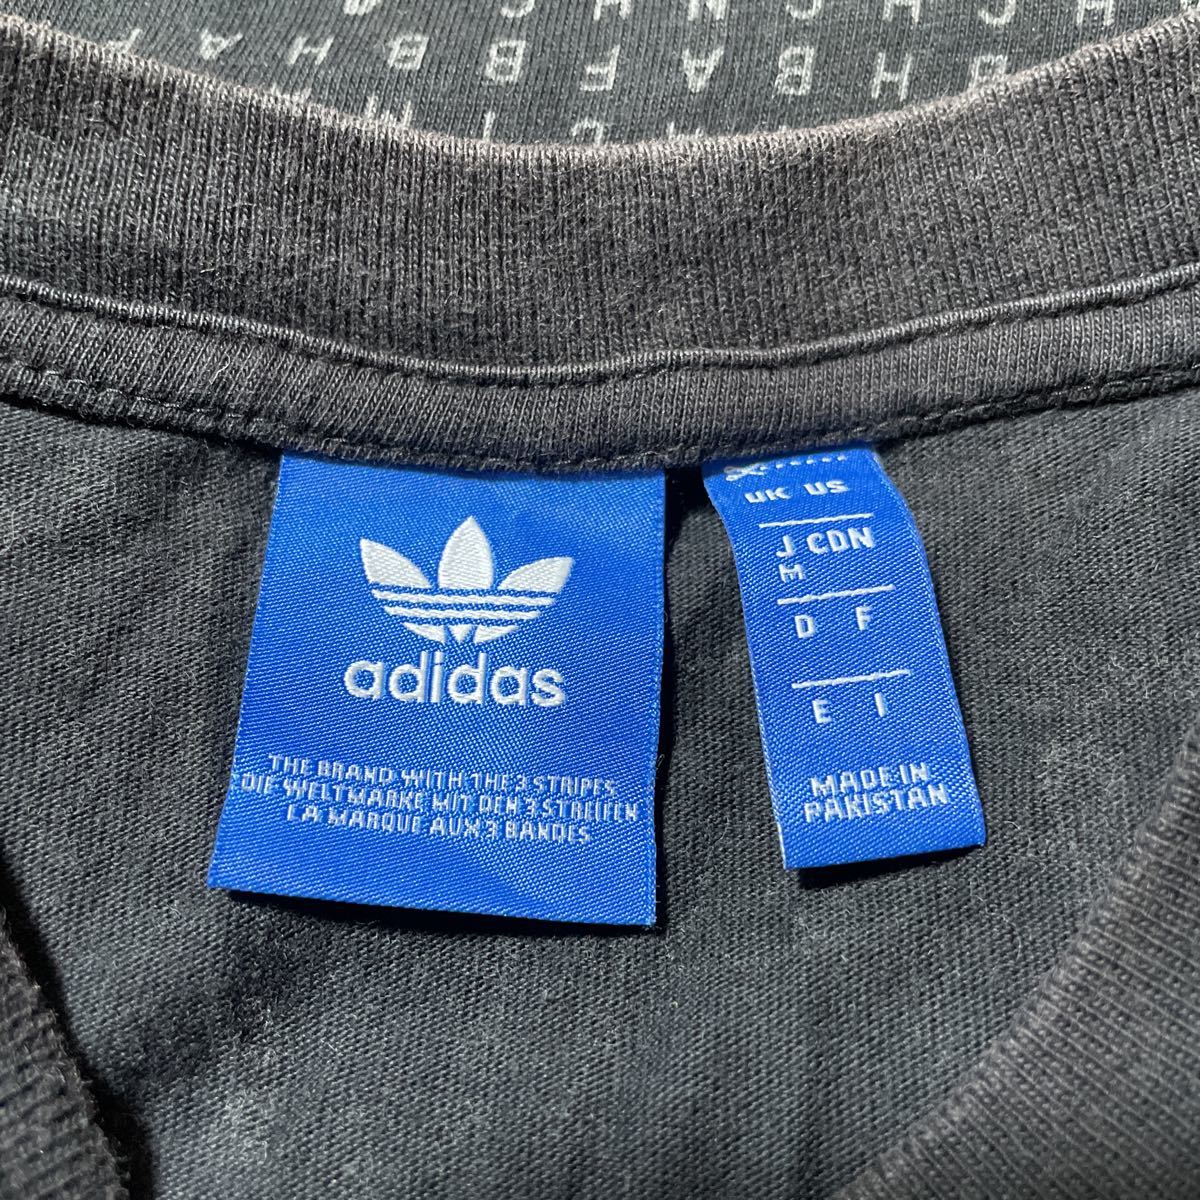 H C N H C
H A F B B B F A B H
adidas
THE BRAND WITH THE 3 STRIPES
DIE WELTMARKE MIT DEN 3 STREIFEN
LA MARQUE AUX 3 BANDES
UK US
J CDN
M
D F
E I
MADE IN
PAKISTAN